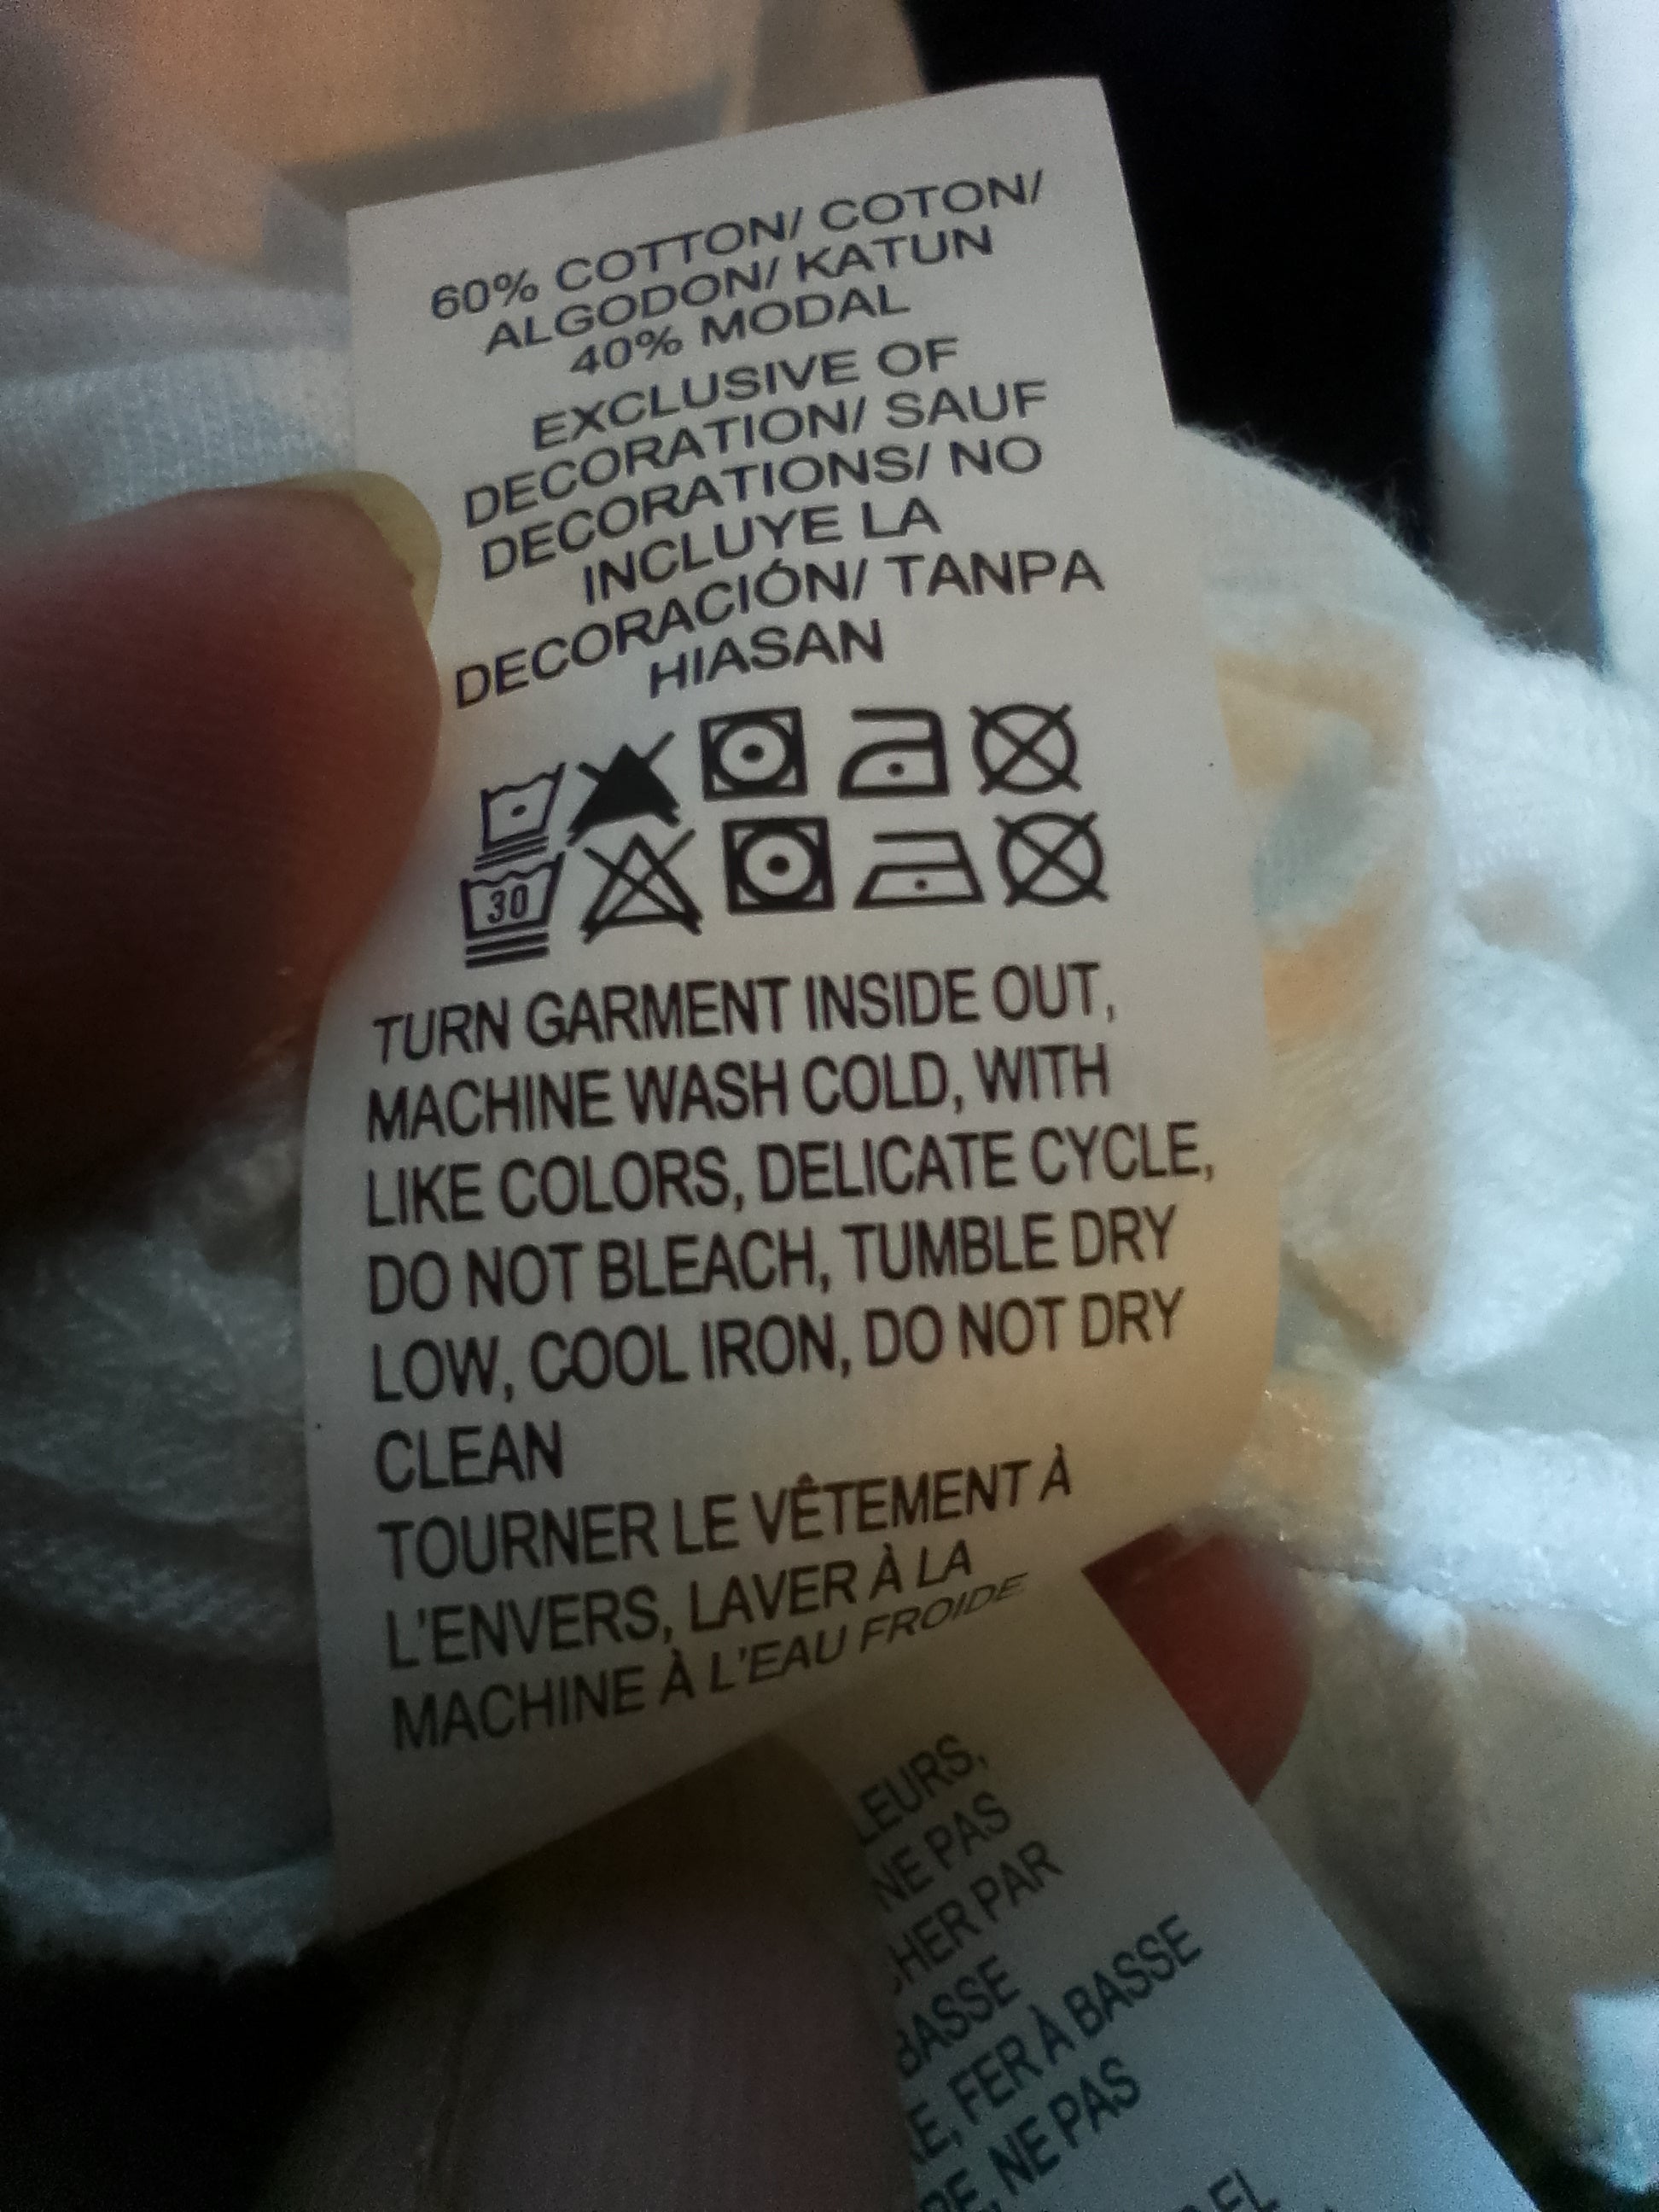 60% COTTON/ COTON/
ALGODON/ KATUN
40% MODAL
EXCLUSIVE OF
DECORATION/ SAUF
DECORATIONS/ NO
INCLUYE LA
DECORACIÓN/ TANPA
HIASAN
30
TURN GARMENT INSIDE OUT,
MACHINE WASH COLD, WITH
LIKE COLORS, DELICATE CYCLE,
DO NOT BLEACH, TUMBLE DRY
LOW, COOL IRON, DO NOT DRY
CLEAN
TOURNER LE VÊTEMENT À
L'ENVERS, LAVER À LA
MACHINE À L'EAU FROIDE
LEURS,
NE PAS
CHER PAR
BASSE
E, FER À BASSE
RE, NE PAS
EL